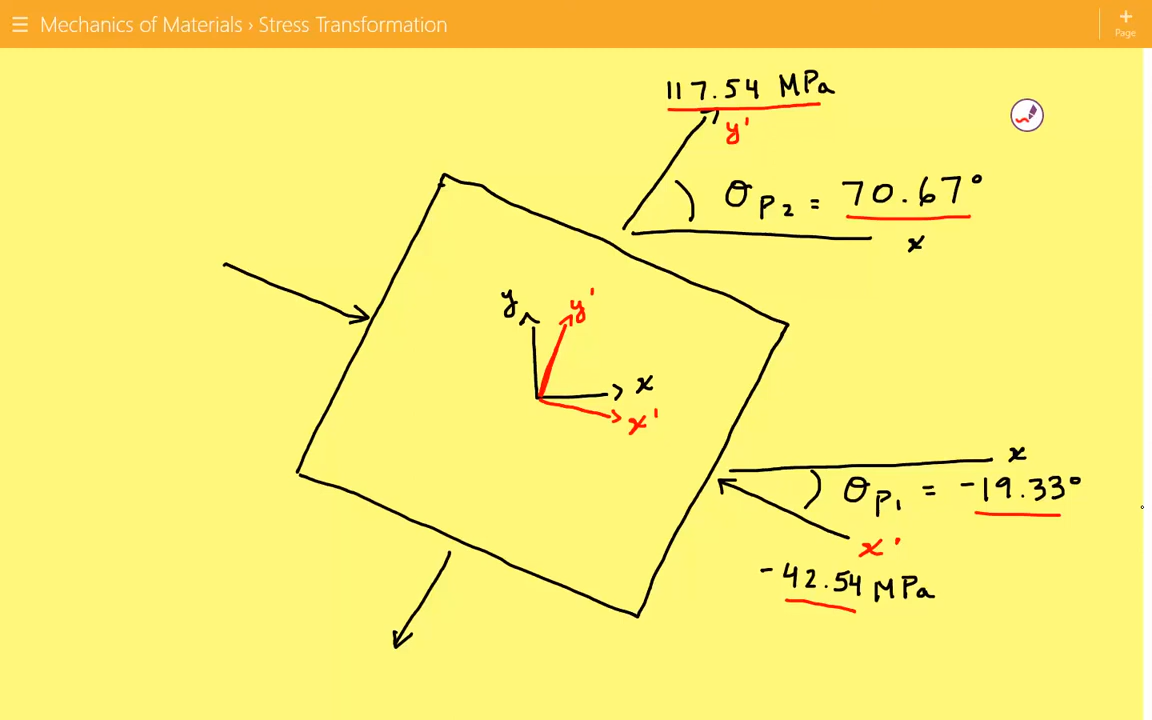 Mechanics of Materials › Stress Transformation
Page
117.54 MPa
y'
θP2 = 70.67°
x
y
y'
x
x'
x
θP1 = -19.33°
x'
-42.54 MPa